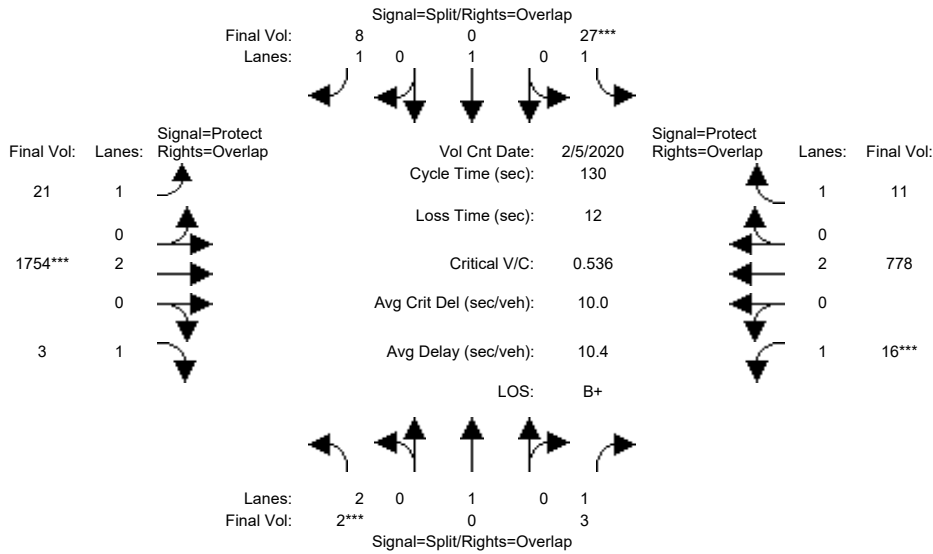 Signal=Split/Rights=Overlap
Final Vol: 8 0 27***
Lanes: 1 0 1 0 1
Signal=Protect
Final Vol: Lanes: Rights=Overlap
Vol Cnt Date: 2/5/2020
Signal=Protect
Rights=Overlap Lanes: Final Vol:
Cycle Time (sec): 130
21 1
1 11
Loss Time (sec): 12
0
0
1754*** 2
Critical V/C: 0.536
2 778
0
Avg Crit Del (sec/veh): 10.0
0
3 1
Avg Delay (sec/veh): 10.4
1 16***
LOS: B+
Lanes: 2 0 1 0 1
Final Vol: 2*** 0 3
Signal=Split/Rights=Overlap